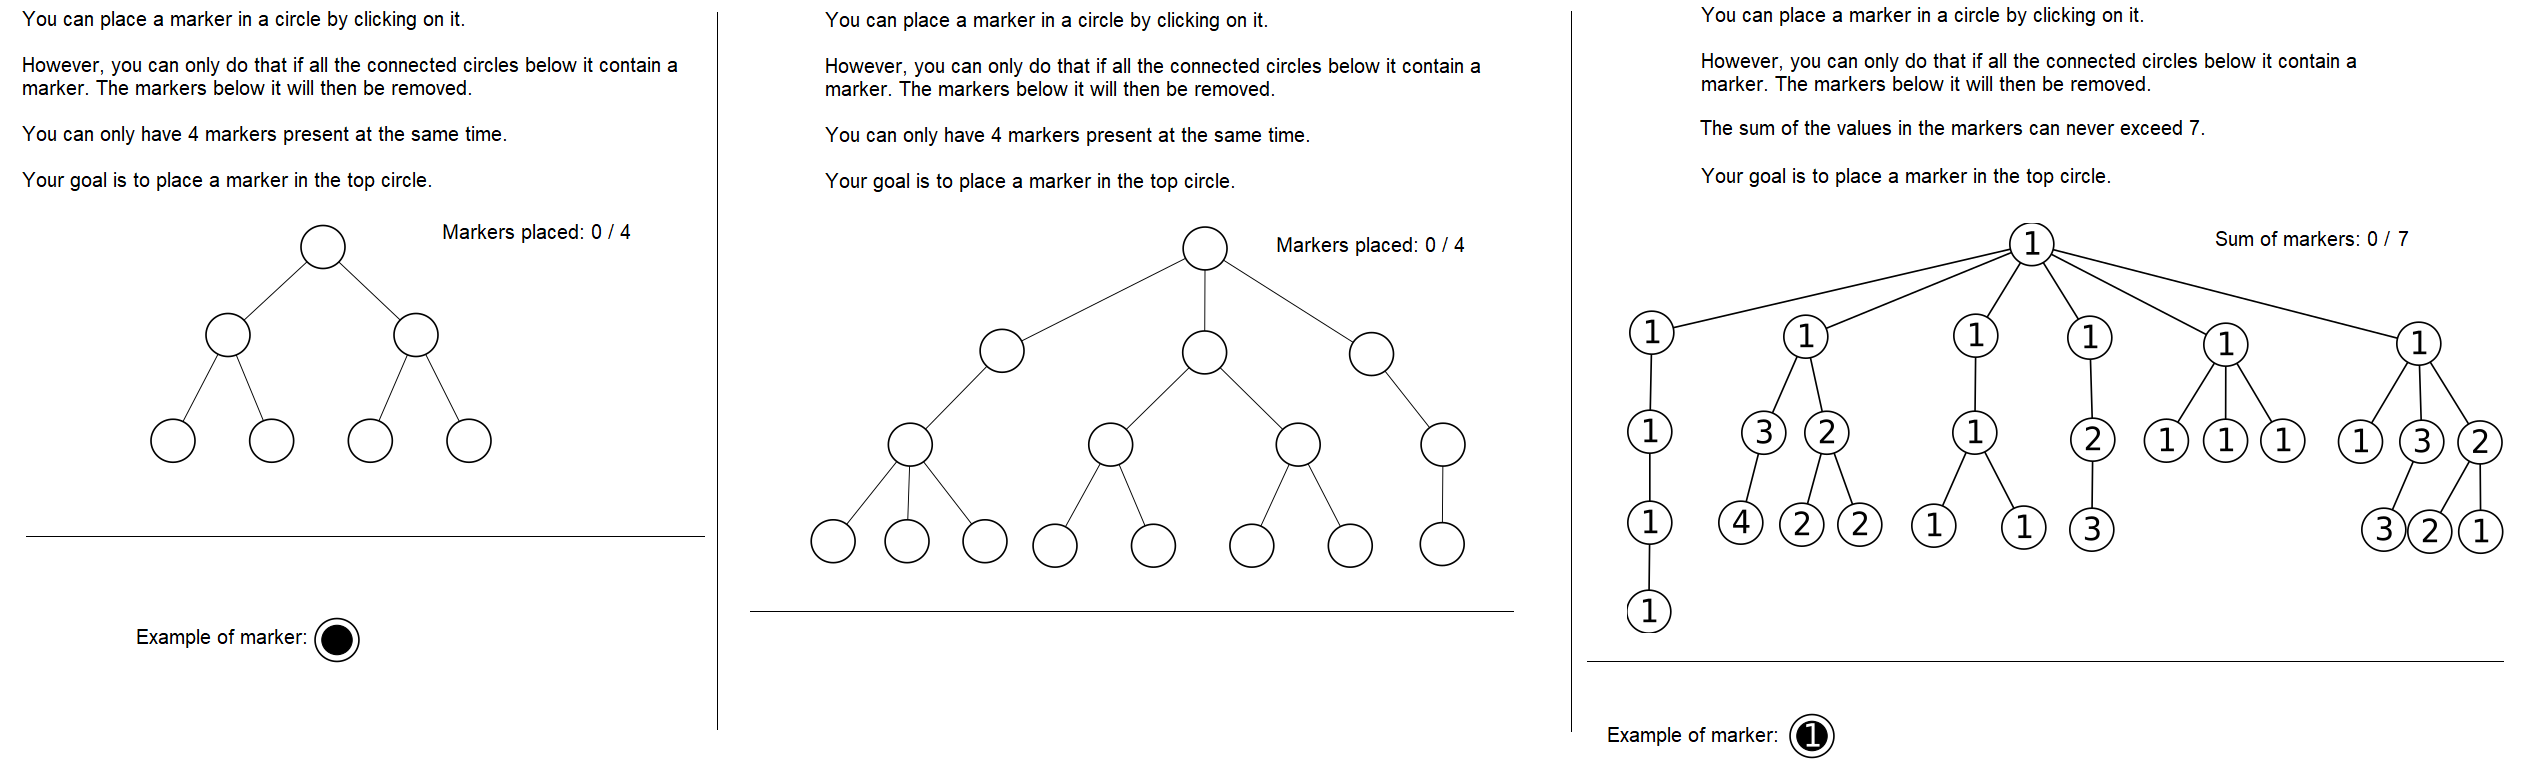 You can place a marker in a circle by clicking on it.
However, you can only do that if all the connected circles below it contain a
marker. The markers below it will then be removed.
You can only have 4 markers present at the same time.
Your goal is to place a marker in the top circle.
Markers placed: 0 / 4
Example of marker:
You can place a marker in a circle by clicking on it.
However, you can only do that if all the connected circles below it contain a
marker. The markers below it will then be removed.
You can only have 4 markers present at the same time.
Your goal is to place a marker in the top circle.
Markers placed: 0 / 4
You can place a marker in a circle by clicking on it.
However, you can only do that if all the connected circles below it contain a
marker. The markers below it will then be removed.
The sum of the values in the markers can never exceed 7.
Your goal is to place a marker in the top circle.
Sum of markers: 0 / 7
1
1 1 1 1 1 1
1 3 2 1 2 1 1 1 1 3 2
1 4 2 2 1 1 3 3 2 1
1
Example of marker: 1